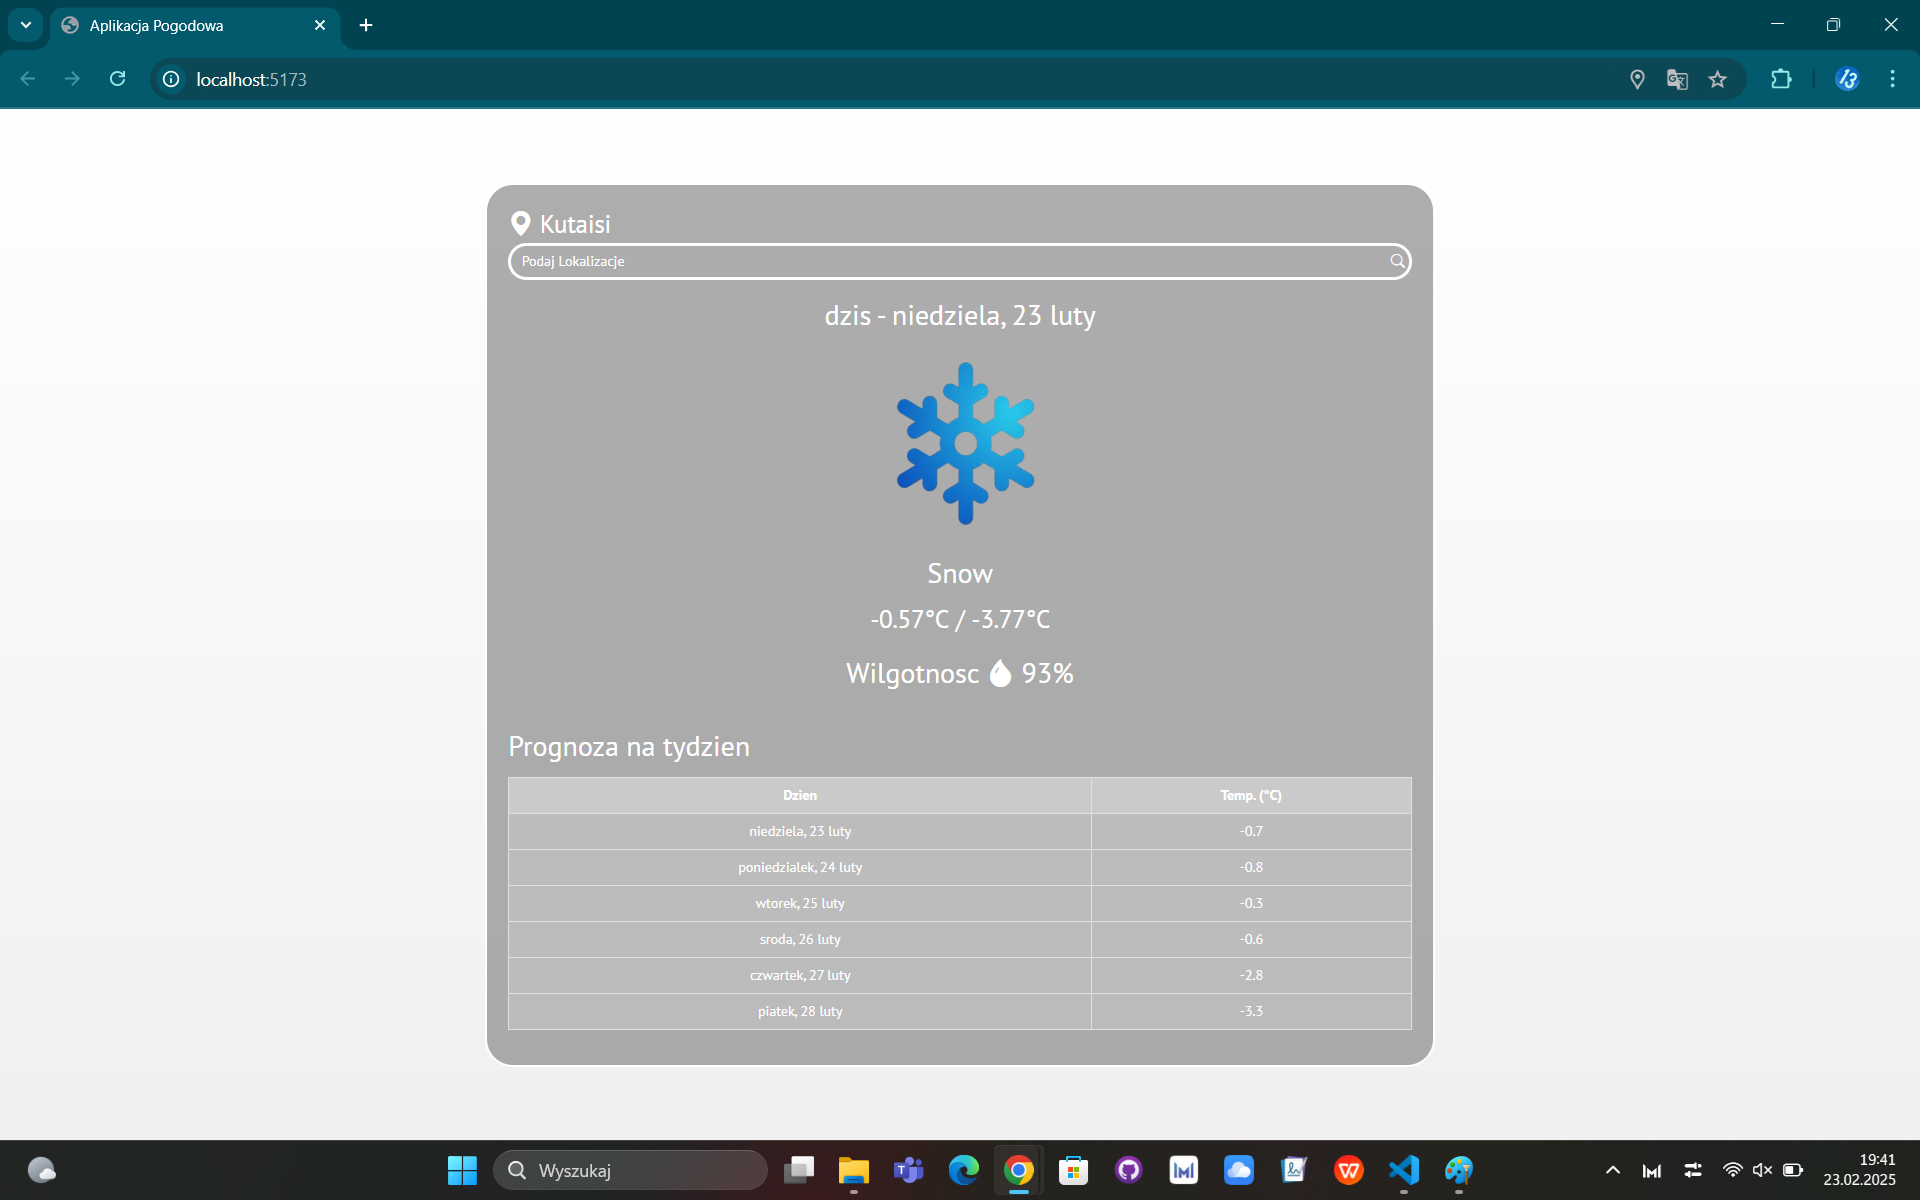 Aplikacja Pogodowa
localhost:5173
Kutaisi
Podaj Lokalizacje
dzis - niedziela, 23 luty
Snow
-0.57°C / -3.77°C
Wilgotnosc 93%
Prognoza na tydzien
Dzien Temp. (°C)
niedziela, 23 luty -0.7
poniedzialek, 24 luty -0.8
wtorek, 25 luty -0.3
sroda, 26 luty -0.6
czwartek, 27 luty -2.8
piatek, 28 luty -3.3
Wyszukaj
19:41
23.02.2025